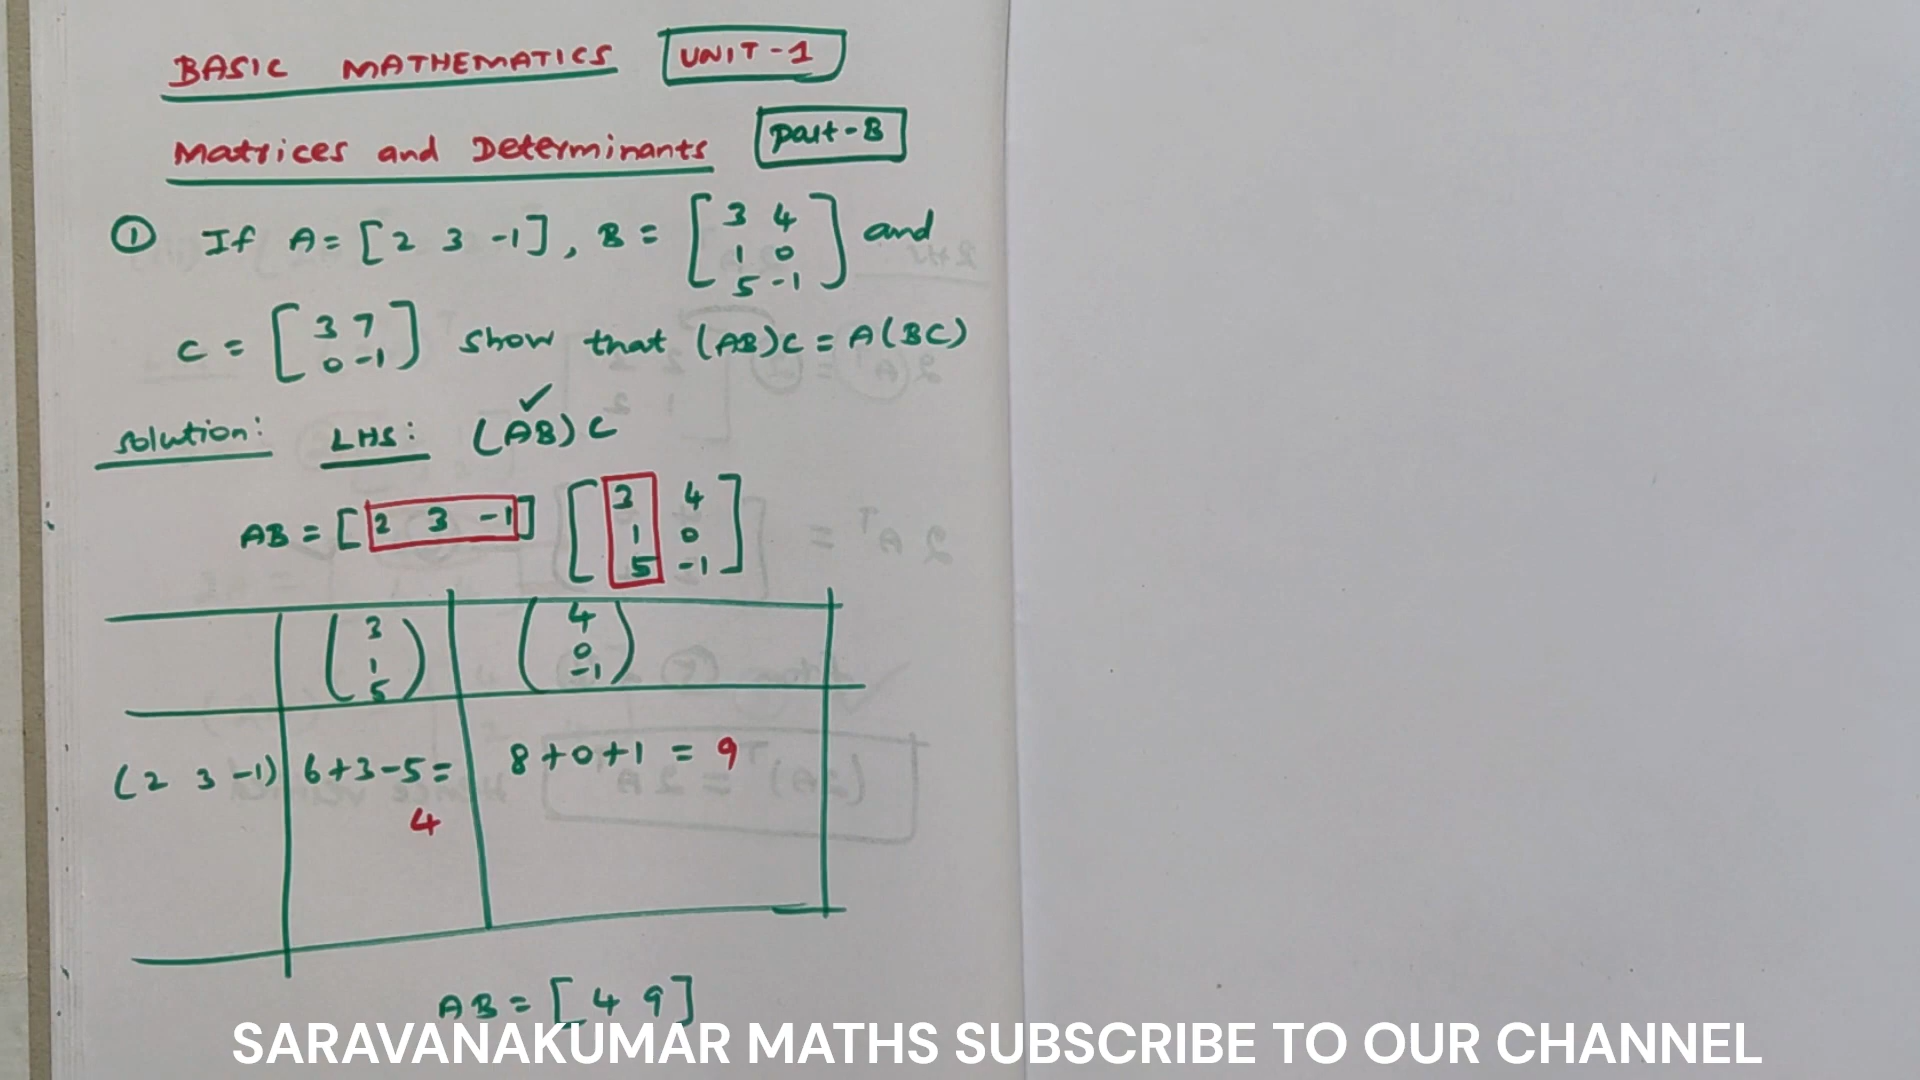 BASIC MATHEMATICS UNIT-1
Matrices and Determinants part-B
① If A = [2 3 -1], B = [3 4
1 0
5 -1] and
C = [3 7
0 -1] show that (AB)C = A(BC)
✓
solution: LHS: (AB)C
AB = [2 3 -1] [3 4
1 0
5 -1]
(3
1
5) (4
0
-1)
(2 3 -1) 6+3-5= 8+0+1 = 9
4
AB = [4 9]
SARAVANAKUMAR MATHS SUBSCRIBE TO OUR CHANNEL